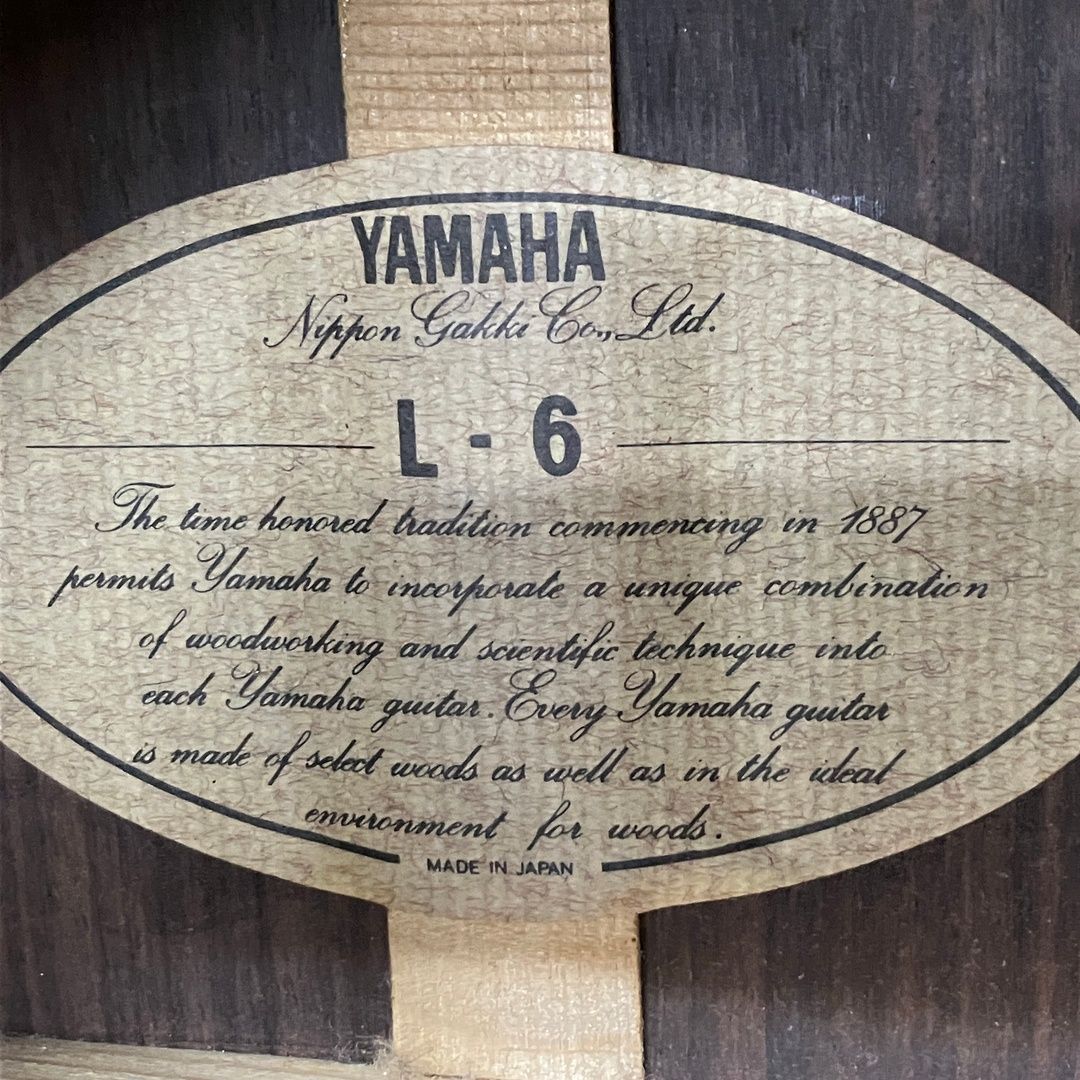 YAMAHA
Nippon Gakki Co., Ltd.
L - 6
The time honored tradition commencing in 1887
permits Yamaha to incorporate a unique combination
of woodworking and scientific technique into
each Yamaha guitar. Every Yamaha guitar
is made of select woods as well as in the ideal
environment for woods.
MADE IN JAPAN